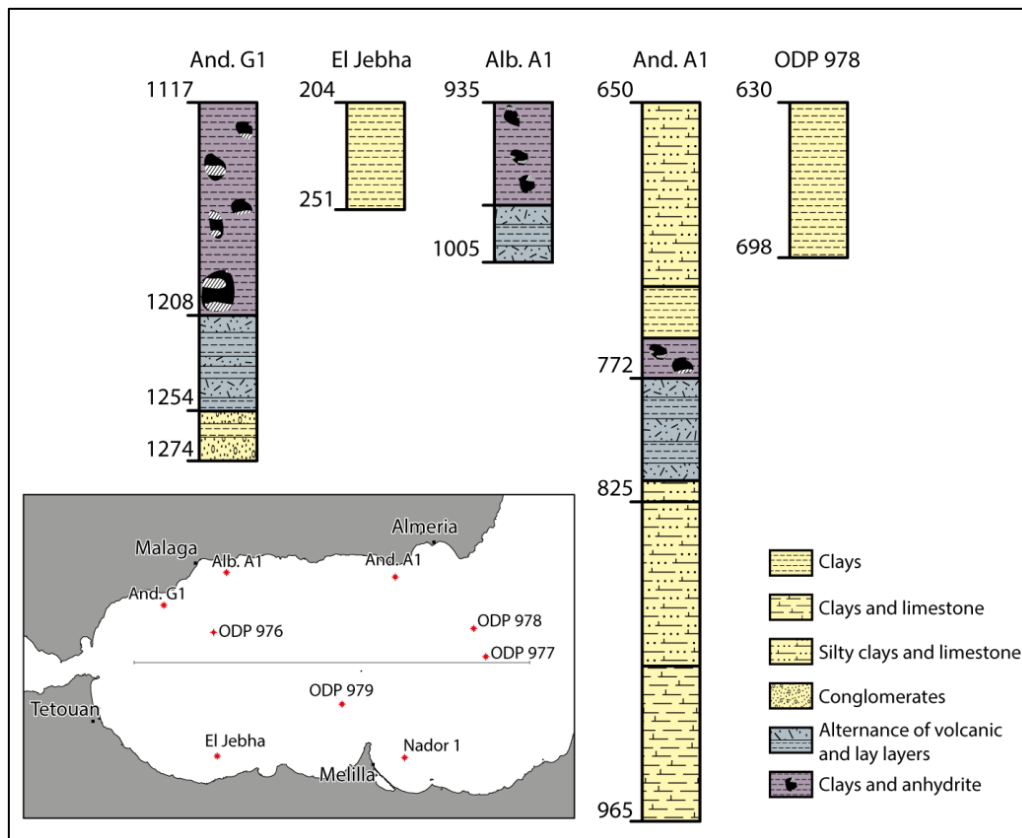 And. G1
El Jebha
Alb. A1
And. A1
ODP 978
1117
204
935
650
630
251
1005
698
1208
772
1254
1274
825
965
Malaga
Almeria
Alb. A1
And. A1
And. G1
ODP 976
ODP 978
ODP 977
ODP 979
Tetouan
El Jebha
Nador 1
Melilla
Clays
Clays and limestone
Silty clays and limestone
Conglomerates
Alternance of volcanic
and lay layers
Clays and anhydrite